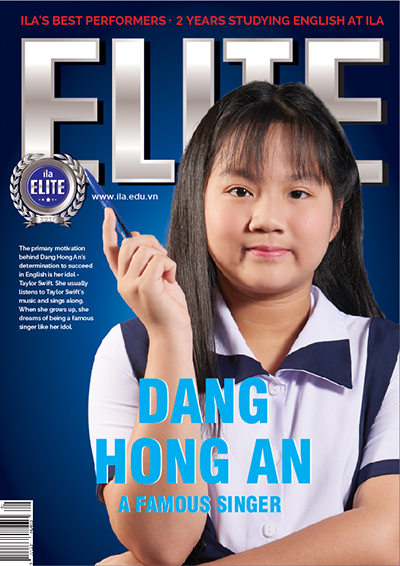 ILA'S BEST PERFORMERS · 2 YEARS STUDYING ENGLISH AT ILA
ELITE
ila
ELITE
www.ila.edu.vn
The primary motivation
behind Dang Hong An's
determination to succeed
in English is her idol -
Taylor Swift. She usually
listens to Taylor Swift's
music and sings along.
When she grows up, she
dreams of being a famous
singer like her idol.
DANG
HONG AN
A FAMOUS SINGER